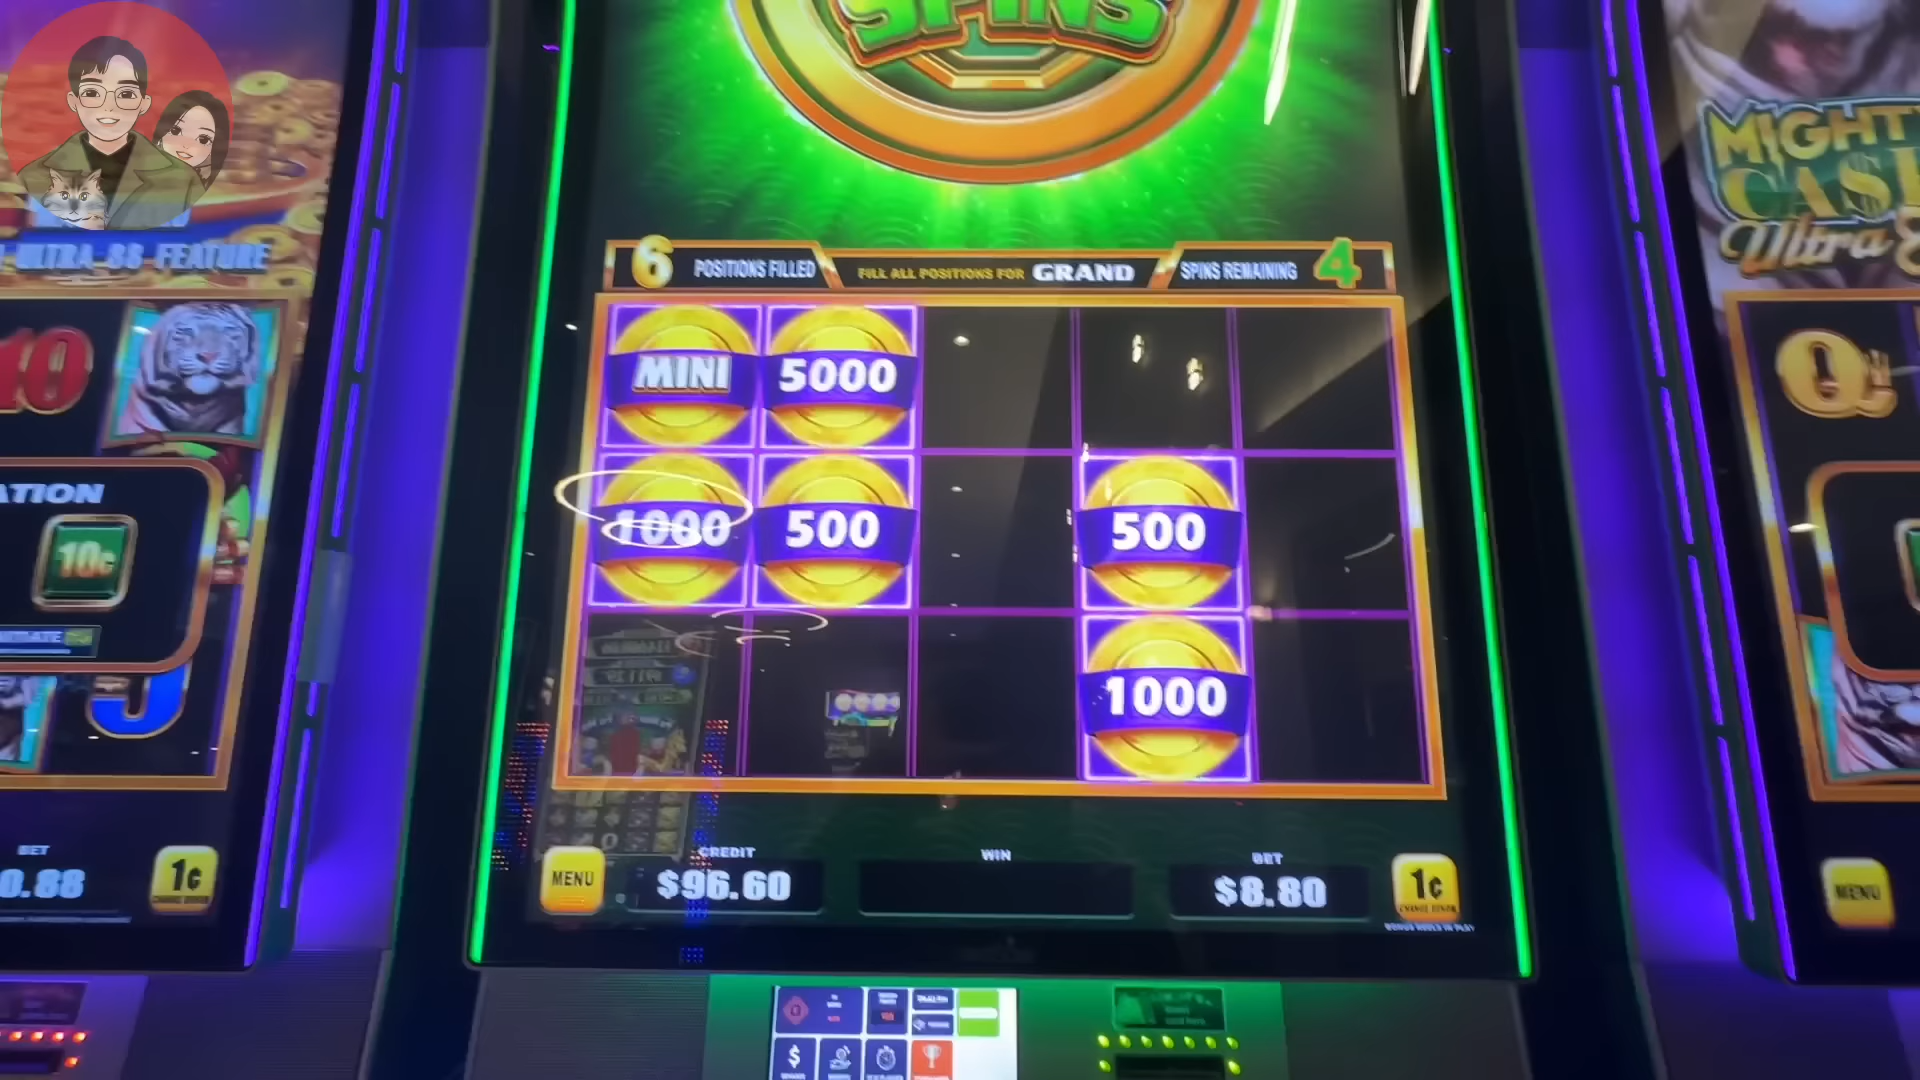 SPINS
MIGHTY
CASH
Ultra
ULTRA 88 FEATURE
6 POSITIONS FILLED
FILL ALL POSITIONS FOR GRAND
SPINS REMAINING 4
MINI 5000
1000 500 500
1000
10
10c
J
Q
BET
0.88
1¢
MENU
CREDIT
$96.60
WIN
BET
$8.80
1¢
MENU